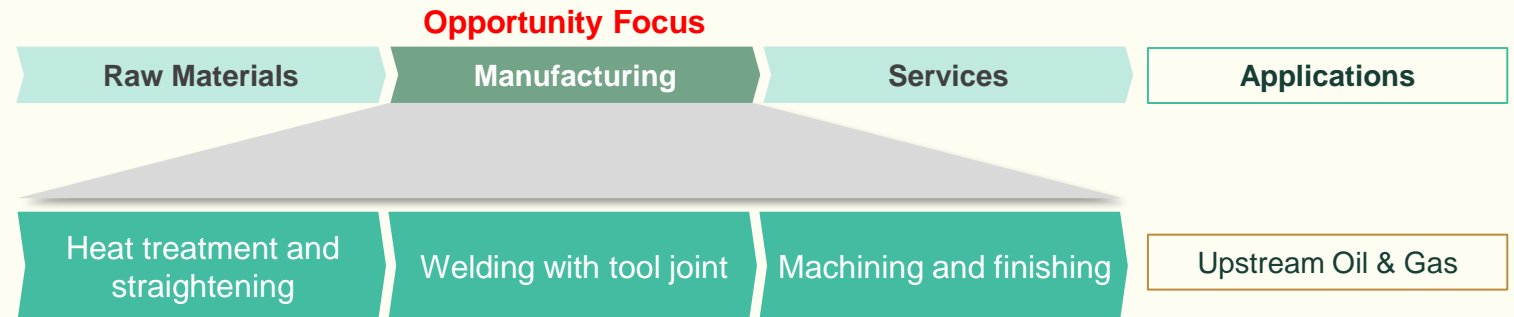 Opportunity Focus
Raw Materials
Manufacturing
Services
Applications
Heat treatment and
straightening
Welding with tool joint
Machining and finishing
Upstream Oil & Gas